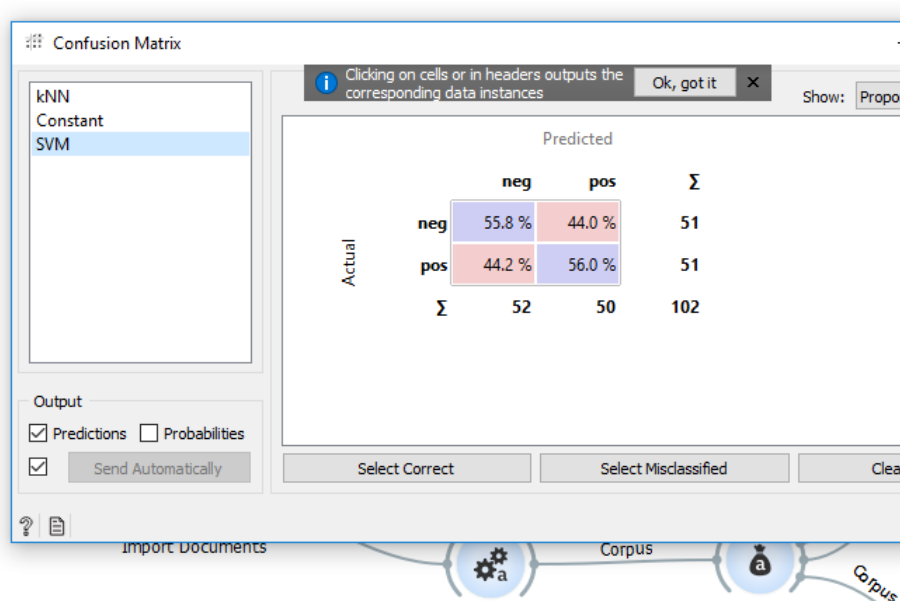 Confusion Matrix
kNN
Constant
SVM
Clicking on cells or in headers outputs the
corresponding data instances
Ok, got it
Show:
Predicted
neg pos Σ
neg 55.8 % 44.0 % 51
Actual
pos 44.2 % 56.0 % 51
Σ 52 50 102
Output
Predictions Probabilities
Send Automatically
Select Correct Select Misclassified
Import Documents
Corpus
a
a
Corpus